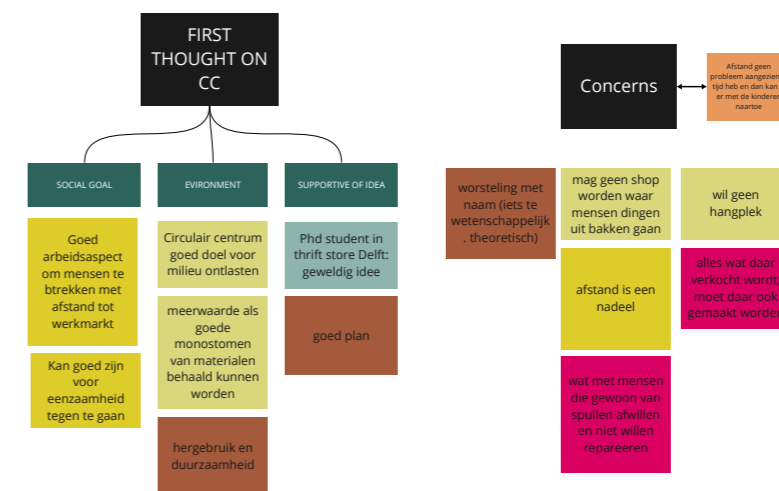 FIRST
THOUGHT ON
CC
SOCIAL GOAL
EVIRONMENT
SUPPORTIVE OF IDEA
Goed
arbeidsaspect
om mensen te
btrekken met
afstand tot
werkmarkt
Kan goed zijn
voor
eenzaamheid
tegen te gaan
Circulair centrum
goed doel voor
milieu ontlasten
meerwaarde als
goede
monostomen
van materialen
behaald kunnen
worden
hergebruik en
duurzaamheid
Phd student in
thrift store Delft:
geweldig idee
goed plan
Concerns
Afstand geen
probleem aangezien
tijd heb en dan kan
er met de kinderen
naartoe
worsteling met
naam (iets te
wetenschappelijk
. theoretisch)
mag geen shop
worden waar
mensen dingen
uit bakken gaan
wil geen
hangplek
afstand is een
nadeel
alles wat daar
verkocht wordt,
moet daar ook
gemaakt worden
wat met mensen
die gewoon van
spullen afwillen
en niet willen
repareeren